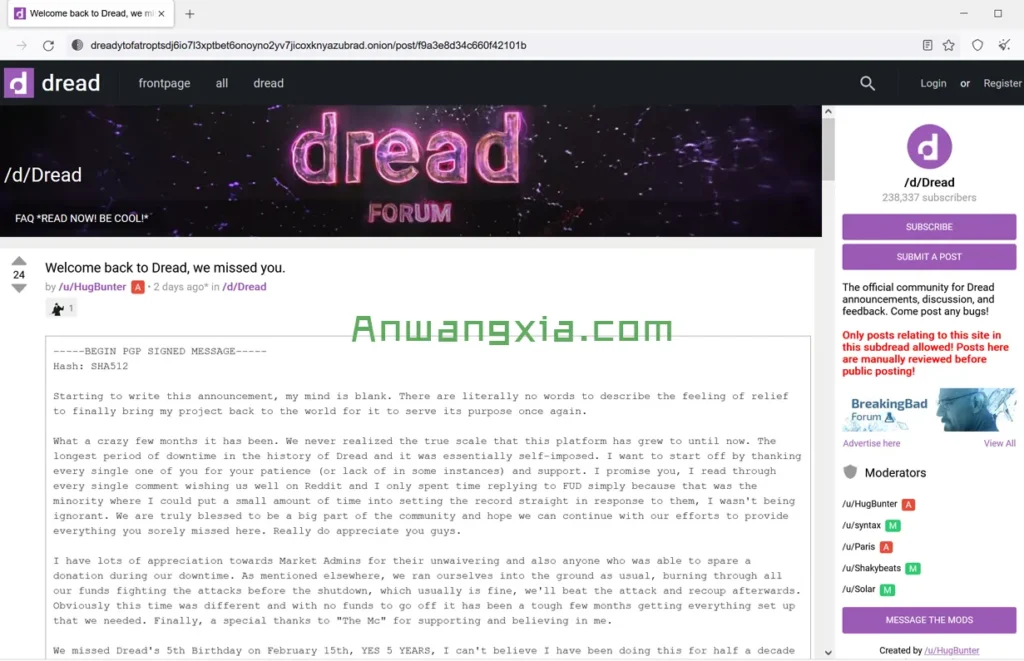 Welcome back to Dread, we mi
dreadytofatroptsdj6io7l3xptbet6onoyno2yv7jicoxknyazubrad.onion/post/f9a3e8d34c660f42101b
d dread
frontpage
all
dread
Login or Register
dread
FORUM
/d/Dread
FAQ *READ NOW! BE COOL!*
24
Welcome back to Dread, we missed you.
by /u/HugBunter A • 2 days ago* in /d/Dread
1
Anwangxia.com
-----BEGIN PGP SIGNED MESSAGE-----
Hash: SHA512
Starting to write this announcement, my mind is blank. There are literally no words to describe the feeling of relief
to finally bring my project back to the world for it to serve its purpose once again.
What a crazy few months it has been. We never realized the true scale that this platform has grew to until now. The
longest period of downtime in the history of Dread and it was essentially self-imposed. I want to start off by thanking
every single one of you for your patience (or lack of in some instances) and support. I promise you, I read through
every single comment wishing us well on Reddit and I only spent time replying to FUD simply because that was the
minority where I could put a small amount of time into setting the record straight in response to them, I wasn't being
ignorant. We are truly blessed to be a big part of the community and hope we can continue with our efforts to provide
everything you sorely missed here. Really do appreciate you guys.
I have lots of appreciation towards Market Admins for their unwaivering and also anyone who was able to spare a
donation during our downtime. As mentioned elsewhere, we ran ourselves into the ground as usual, burning through all
our funds fighting the attacks before the shutdown, which usually is fine, we'll beat the attack and recoup afterwards.
Obviously this time was different and with no funds to go off it has been a tough few months getting everything set up
that we needed. Finally, a special thanks to "The Mc" for supporting and believing in me.
We missed Dread's 5th Birthday on February 15th, YES 5 YEARS, I can't believe I have been doing this for half a decade
d
/d/Dread
238,337 subscribers
SUBSCRIBE
SUBMIT A POST
The official community for Dread
announcements, discussion, and
feedback. Come post any bugs!
Only posts relating to this site in
this subdread allowed! Posts here
are manually reviewed before
public posting!
BreakingBad
Forum
Advertise here
View All
Moderators
/u/HugBunter A
/u/syntax M
/u/Paris A
/u/Shakybeats M
/u/Solar M
MESSAGE THE MODS
Created by /u/HugBunter